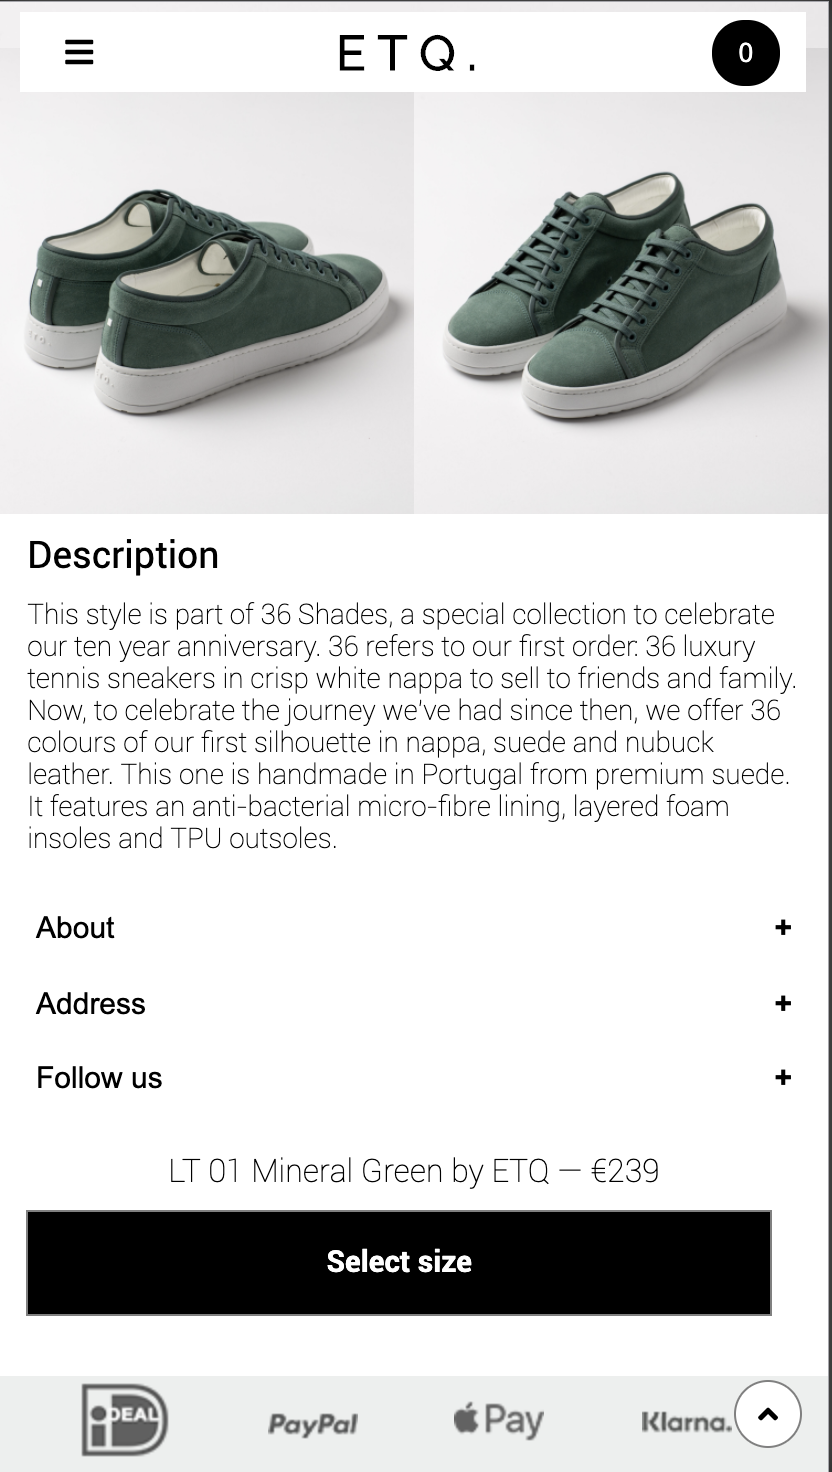 ETQ.
0
Description
This style is part of 36 Shades, a special collection to celebrate
our ten year anniversary. 36 refers to our first order: 36 luxury
tennis sneakers in crisp white nappa to sell to friends and family.
Now, to celebrate the journey we've had since then, we offer 36
colours of our first silhouette in nappa, suede and nubuck
leather. This one is handmade in Portugal from premium suede.
It features an anti-bacterial micro-fibre lining, layered foam
insoles and TPU outsoles.
About +
Address +
Follow us +
LT 01 Mineral Green by ETQ — €239
Select size
iDEAL PayPal Pay Klarna.